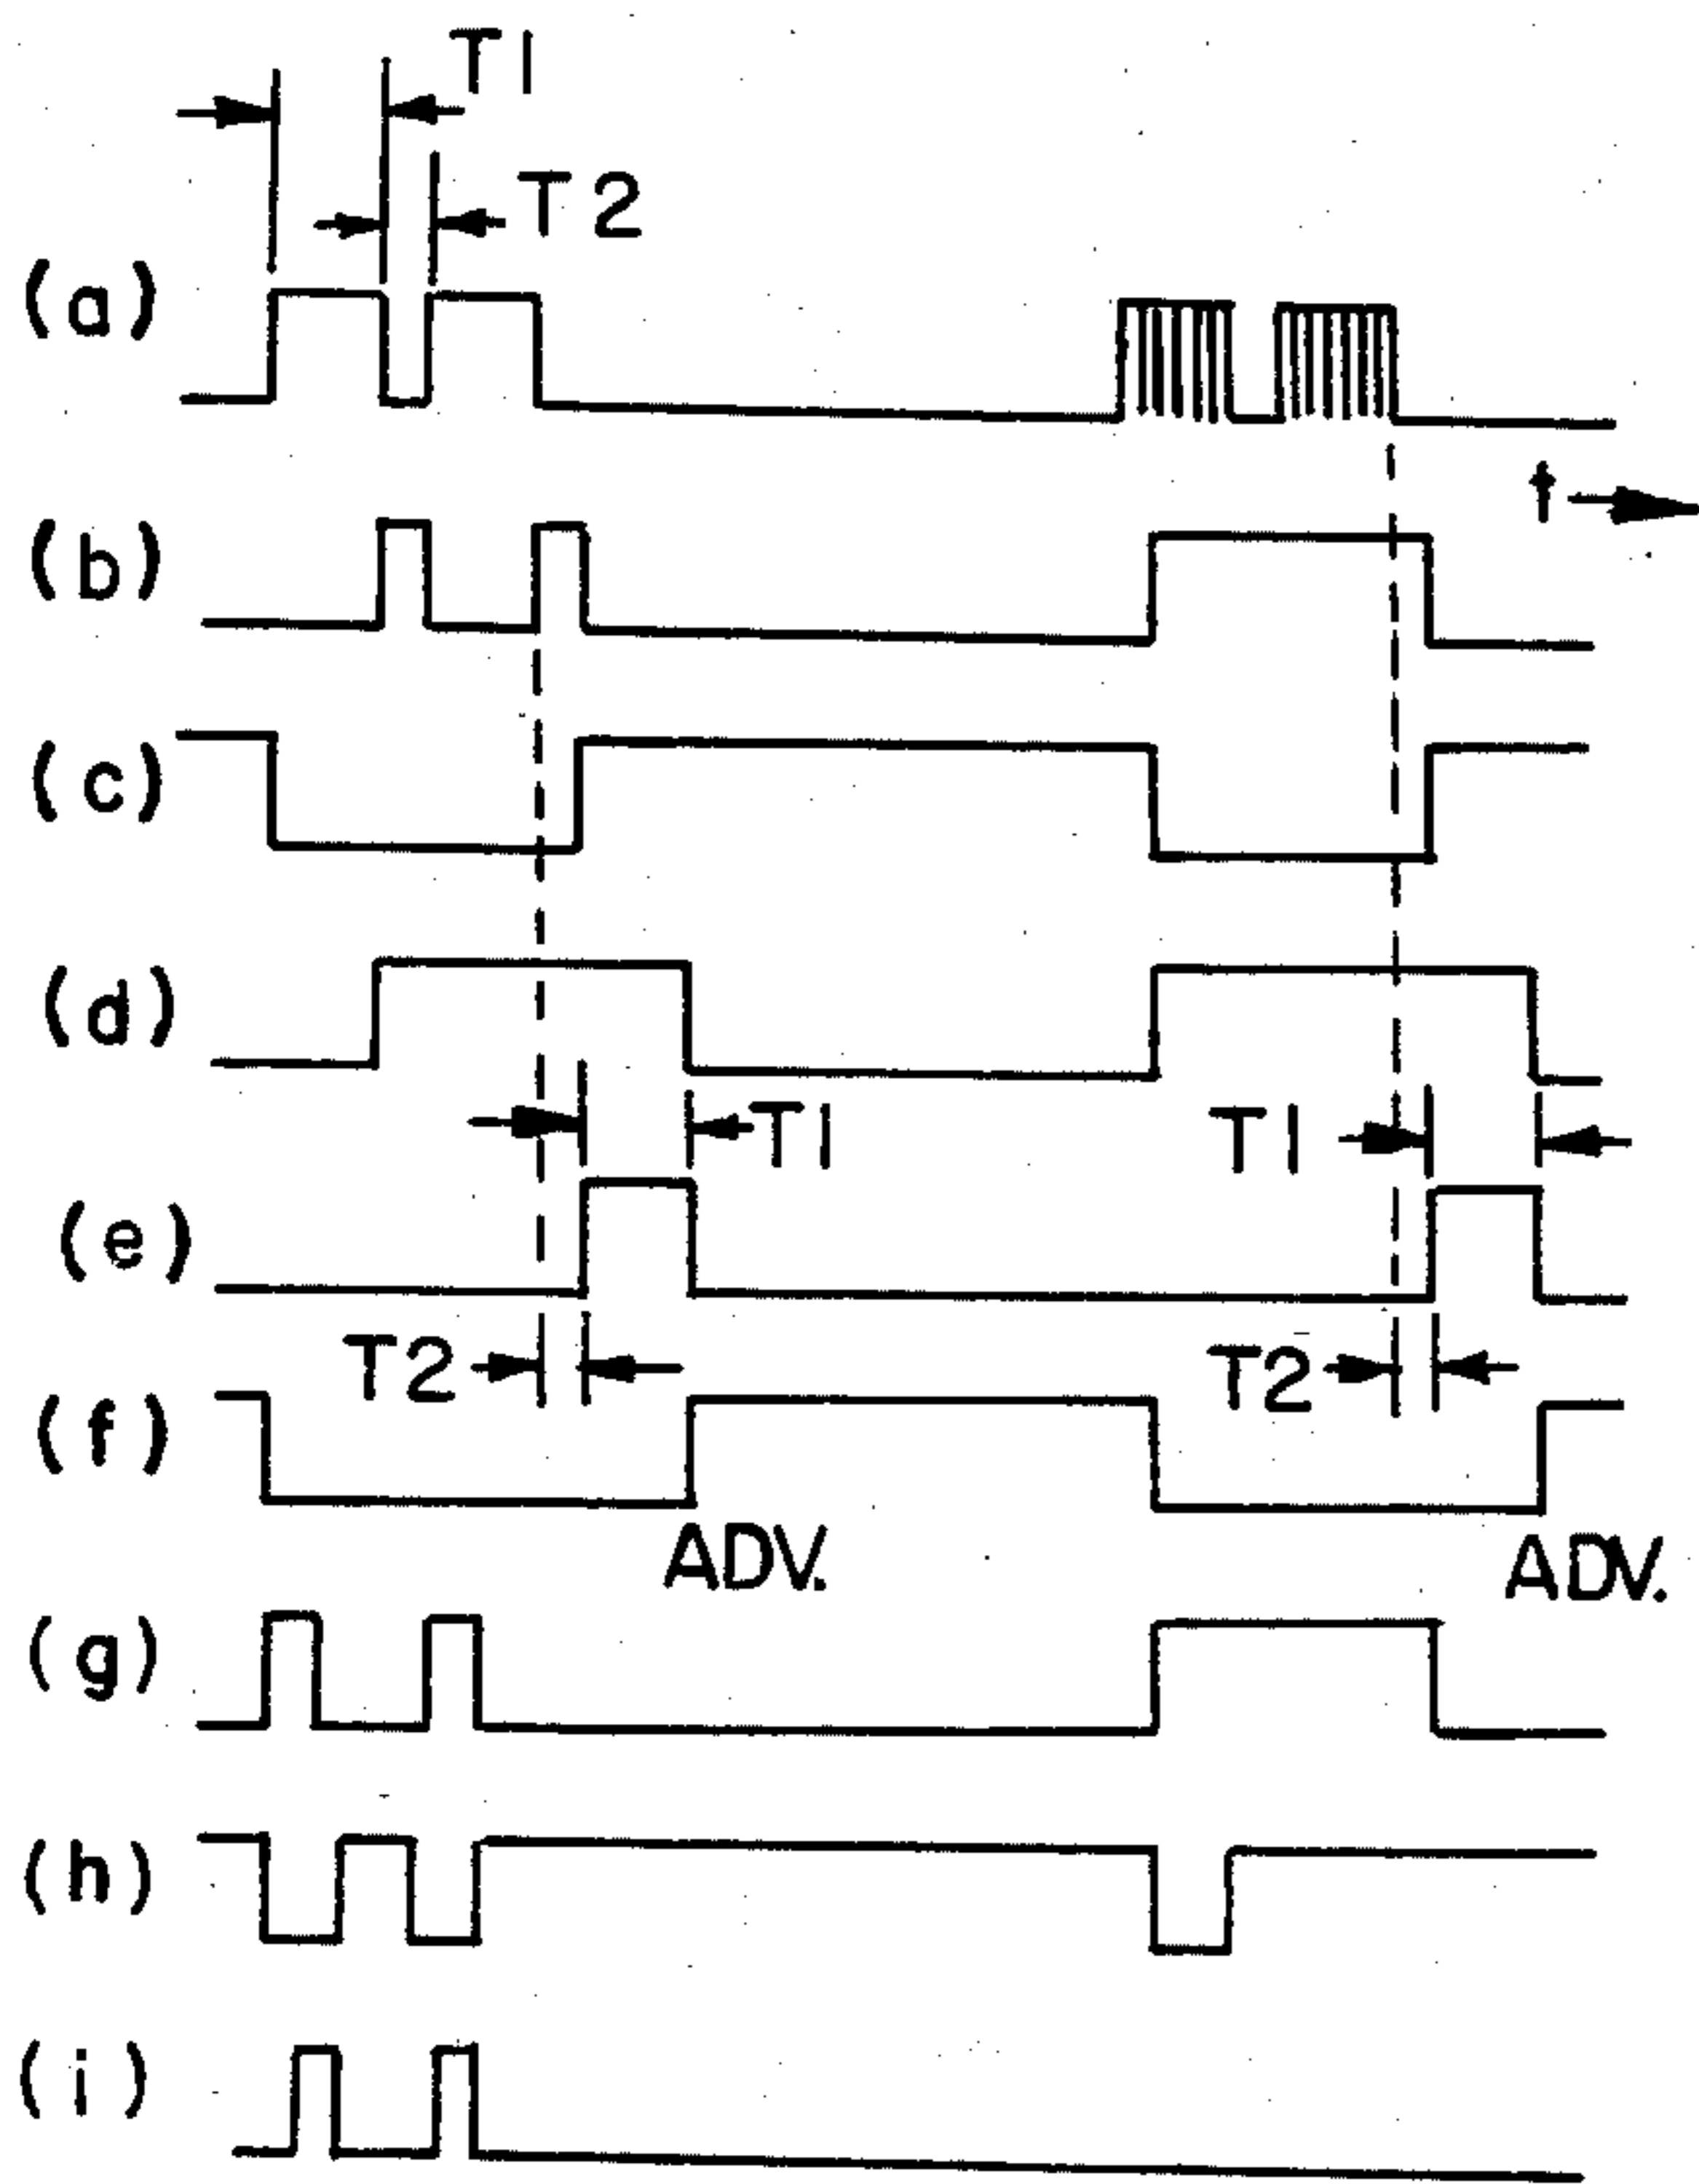 T1
T2
(a)
t
(b)
(c)
(d)
T1 T1
(e)
T2 T2
(f)
ADV. ADV.
(g)
(h)
(i)